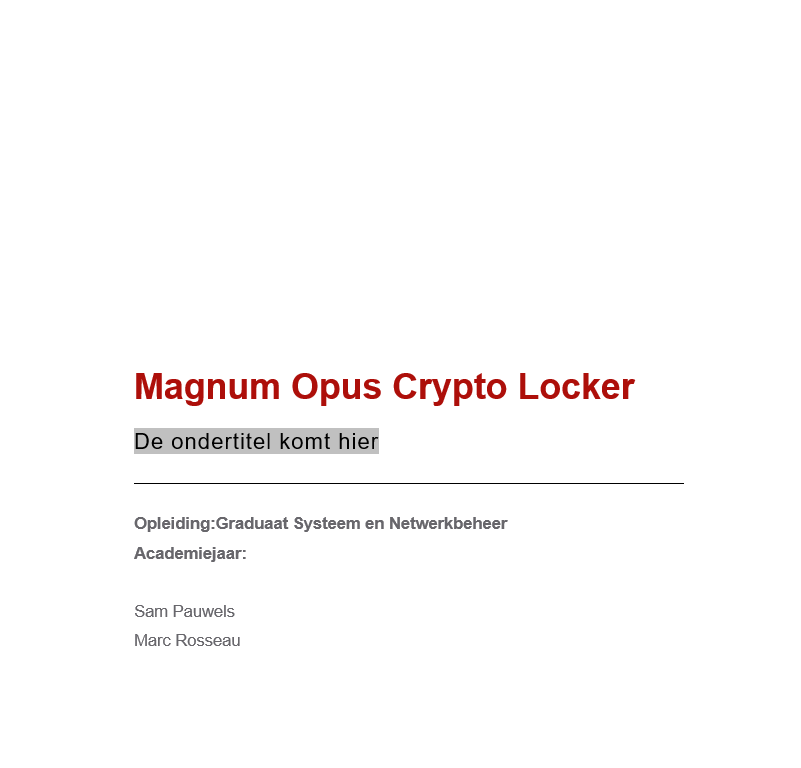 Magnum Opus Crypto Locker
De ondertitel komt hier
Opleiding:Graduaat Systeem en Netwerkbeheer
Academiejaar:
Sam Pauwels
Marc Rosseau